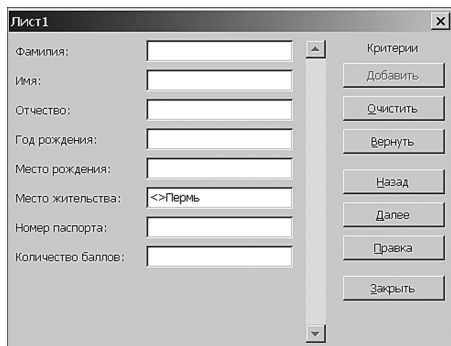 Лист1
Фамилия:
Имя:
Отчество:
Год рождения:
Место рождения:
Место жительства: <>Пермь
Номер паспорта:
Количество баллов:
Критерии
Добавить
Очистить
Вернуть
Назад
Далее
Правка
Закрыть